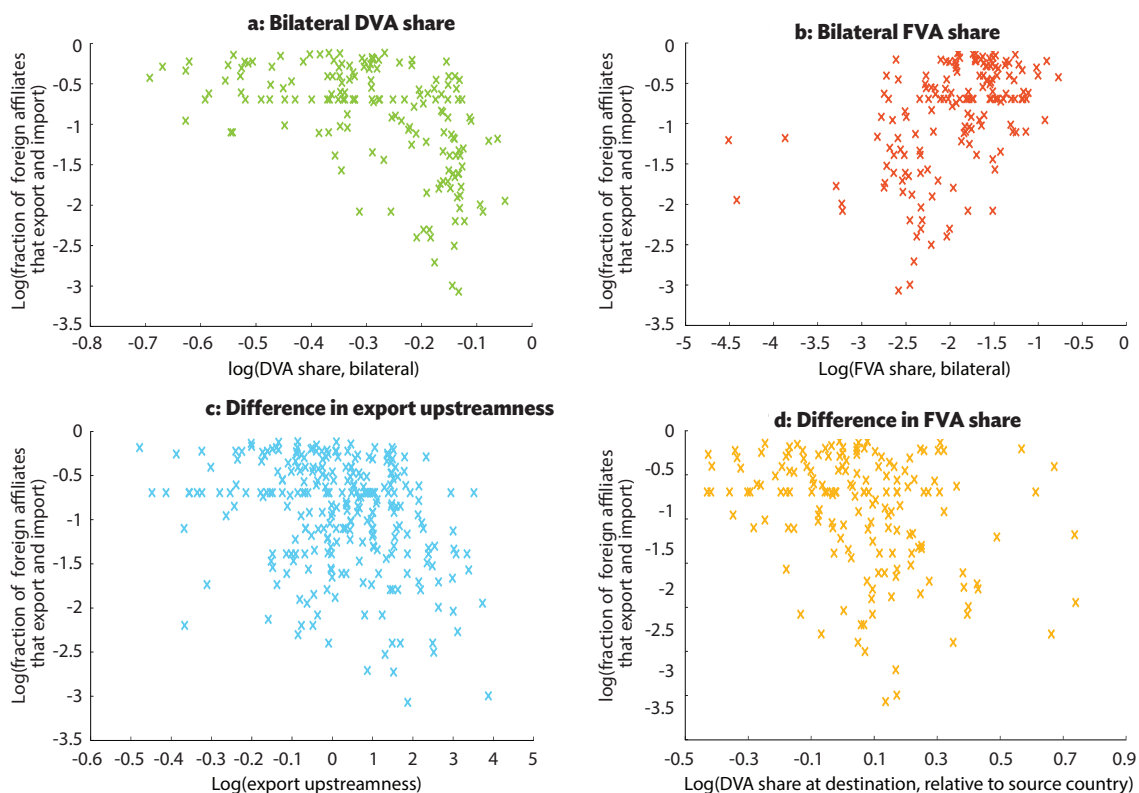 a: Bilateral DVA share
Log(fraction of foreign affiliates
that export and import)
0
-0.5
-1
-1.5
-2
-2.5
-3
-3.5
-0.8 -0.7 -0.6 -0.5 -0.4 -0.3 -0.2 -0.1 0
log(DVA share, bilateral)
b: Bilateral FVA share
Log(fraction of foreign affiliates
that export and import)
0
-0.5
-1
-1.5
-2
-2.5
-3
-3.5
-5 -4.5 -4 -3.5 -3 -2.5 -2 -1.5 -1 -0.5 0
Log(FVA share, bilateral)
c: Difference in export upstreamness
Log(fraction of foreign affiliates
that export and import)
0
-0.5
-1
-1.5
-2
-2.5
-3
-3.5
-0.6 -0.5 -0.4 -0.3 -0.2 -0.1 0 1 2 3 4 5
Log(export upstreamness)
d: Difference in FVA share
log(fraction of foreign affiliates
that export and import)
0
-0.5
-1
-1.5
-2
-2.5
-3
-3.5
-0.5 -0.3 -0.1 0.1 0.3 0.5 0.7 0.9
Log(DVA share at destination, relative to source country)